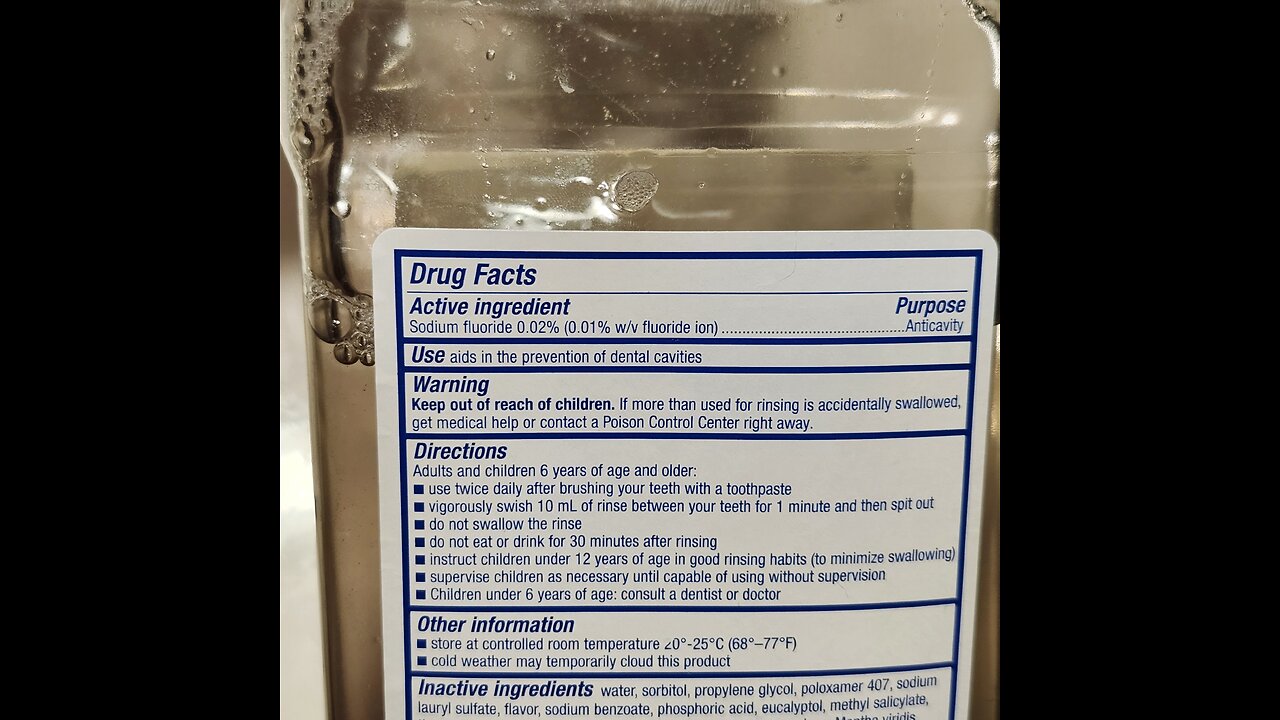 Drug Facts
Active ingredient Purpose
Sodium fluoride 0.02% (0.01% w/v fluoride ion)..........................................Anticavity
Use aids in the prevention of dental cavities
Warning
Keep out of reach of children. If more than used for rinsing is accidentally swallowed,
get medical help or contact a Poison Control Center right away.
Directions
Adults and children 6 years of age and older:
■ use twice daily after brushing your teeth with a toothpaste
■ vigorously swish 10 mL of rinse between your teeth for 1 minute and then spit out
■ do not swallow the rinse
■ do not eat or drink for 30 minutes after rinsing
■ instruct children under 12 years of age in good rinsing habits (to minimize swallowing)
■ supervise children as necessary until capable of using without supervision
■ Children under 6 years of age: consult a dentist or doctor
Other information
■ store at controlled room temperature 20°-25°C (68°–77°F)
■ cold weather may temporarily cloud this product
Inactive ingredients water, sorbitol, propylene glycol, poloxamer 407, sodium
lauryl sulfate, flavor, sodium benzoate, phosphoric acid, eucalyptol, methyl salicylate,
Mentha viridis